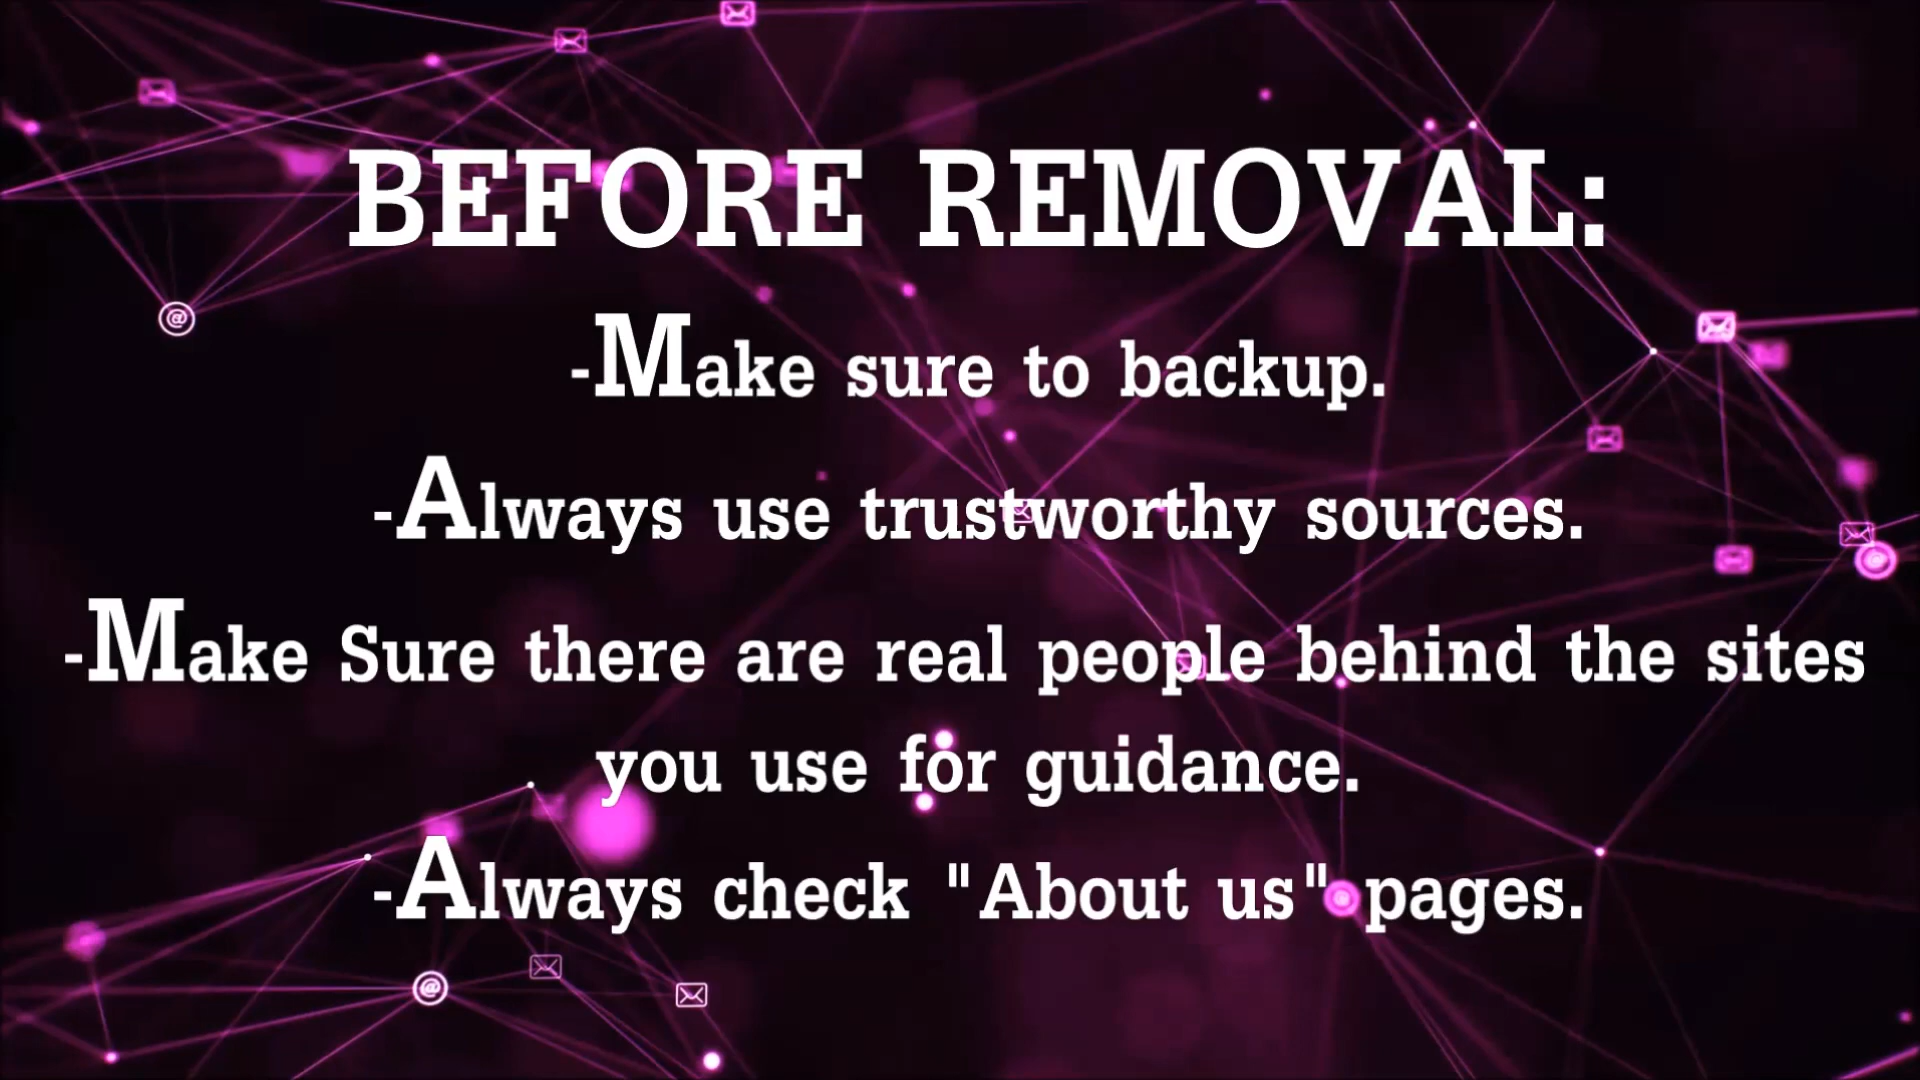 BEFORE REMOVAL:
-Make sure to backup.
-Always use trustworthy sources.
-Make Sure there are real people behind the sites
you use for guidance.
-Always check "About us" pages.